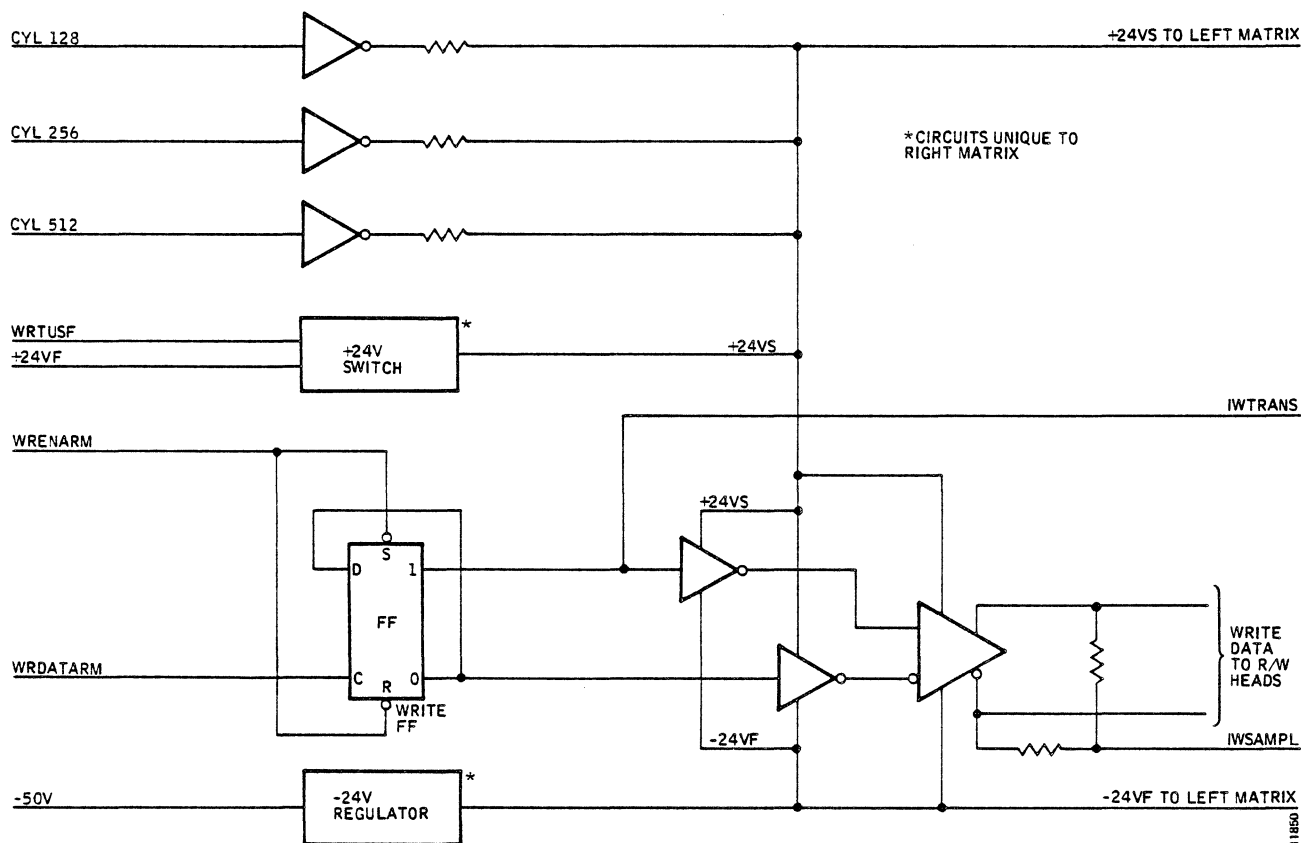 CYL 128
+24VS TO LEFT MATRIX
CYL 256
*CIRCUITS UNIQUE TO
RIGHT MATRIX
CYL 512
WRTUSF
+24VF
+24V
SWITCH
*
+24VS
IWTRANS
WRENARM
+24VS
S
D
1
FF
WRDATARM
C
R
0
WRITE
FF
-24VF
WRITE
DATA
TO R/W
HEADS
IWSAMPL
-50V
-24V
REGULATOR
*
-24VF TO LEFT MATRIX
11850